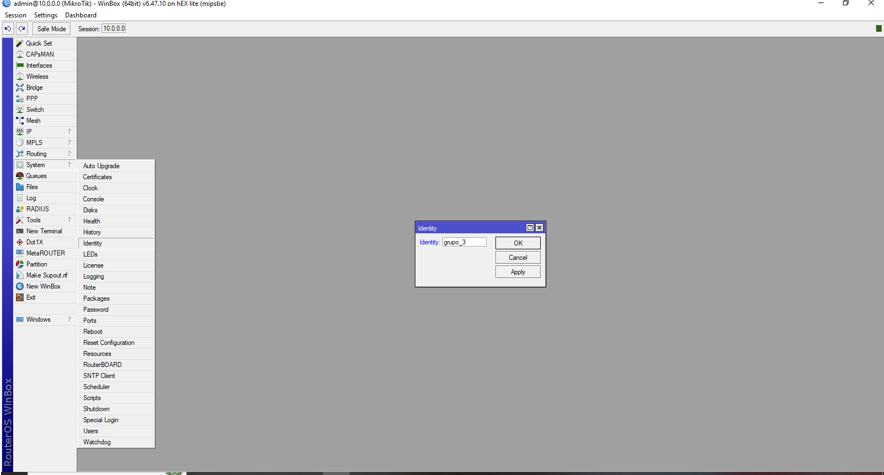 admin@10.0.0.0 (MikroTik) - WinBox (64bit) v6.47.10 on hEX lite (mipsbe)
Session Settings Dashboard
Safe Mode Session: 10.0.0.0
Quick Set
CAPsMAN
Interfaces
Wireless
Bridge
PPP
Switch
Mesh
IP
MPLS
Routing
System
Queues
Files
Log
RADIUS
Tools
New Terminal
Dot1X
MetaROUTER
Partition
Make Supout.rif
New WinBox
Exit
Windows
RouterOS WinBox
Auto Upgrade
Certificates
Clock
Console
Disks
Health
History
Identity
LEDs
License
Logging
Note
Packages
Password
Ports
Reboot
Reset Configuration
Resources
RouterBOARD
SNTP Client
Scheduler
Scripts
Shutdown
Special Login
Users
Watchdog
Identity
Identity: grupo_3
OK
Cancel
Apply